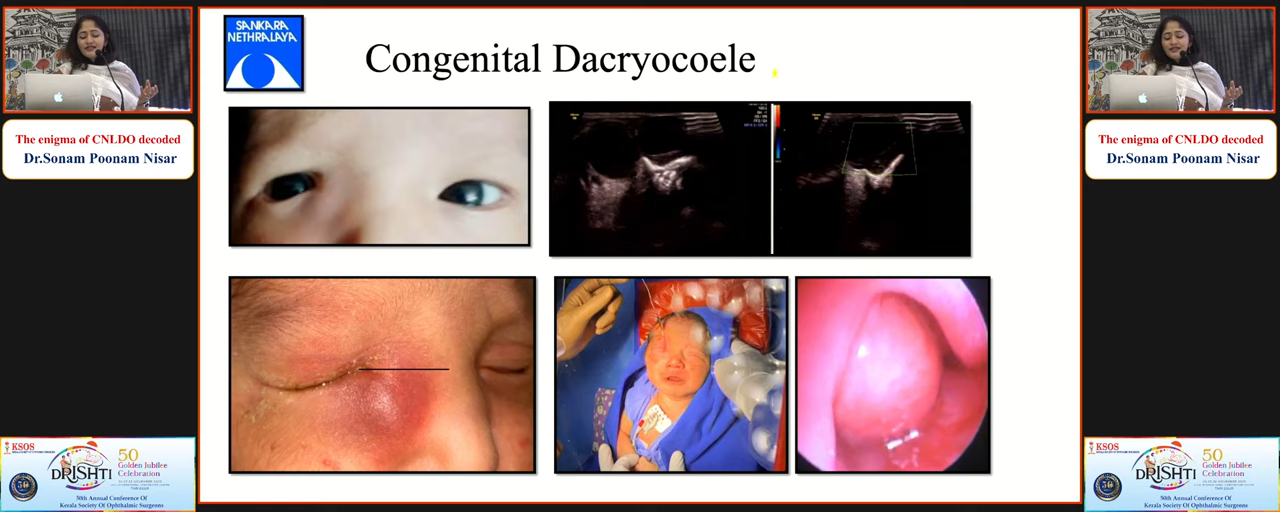 SANKARA
NETHRALAYA
Congenital Dacryocoele
The enigma of CNLDO decoded
Dr.Sonam Poonam Nisar
The enigma of CNLDO decoded
Dr.Sonam Poonam Nisar
KSOS
DRISHTI
50
Golden Jubilee
Celebration
50th Annual Conference Of
Kerala Society Of Ophthalmic Surgeons
KSOS
DRISHTI
50
Golden Jubilee
Celebration
50th Annual Conference Of
Kerala Society Of Ophthalmic Surgeons